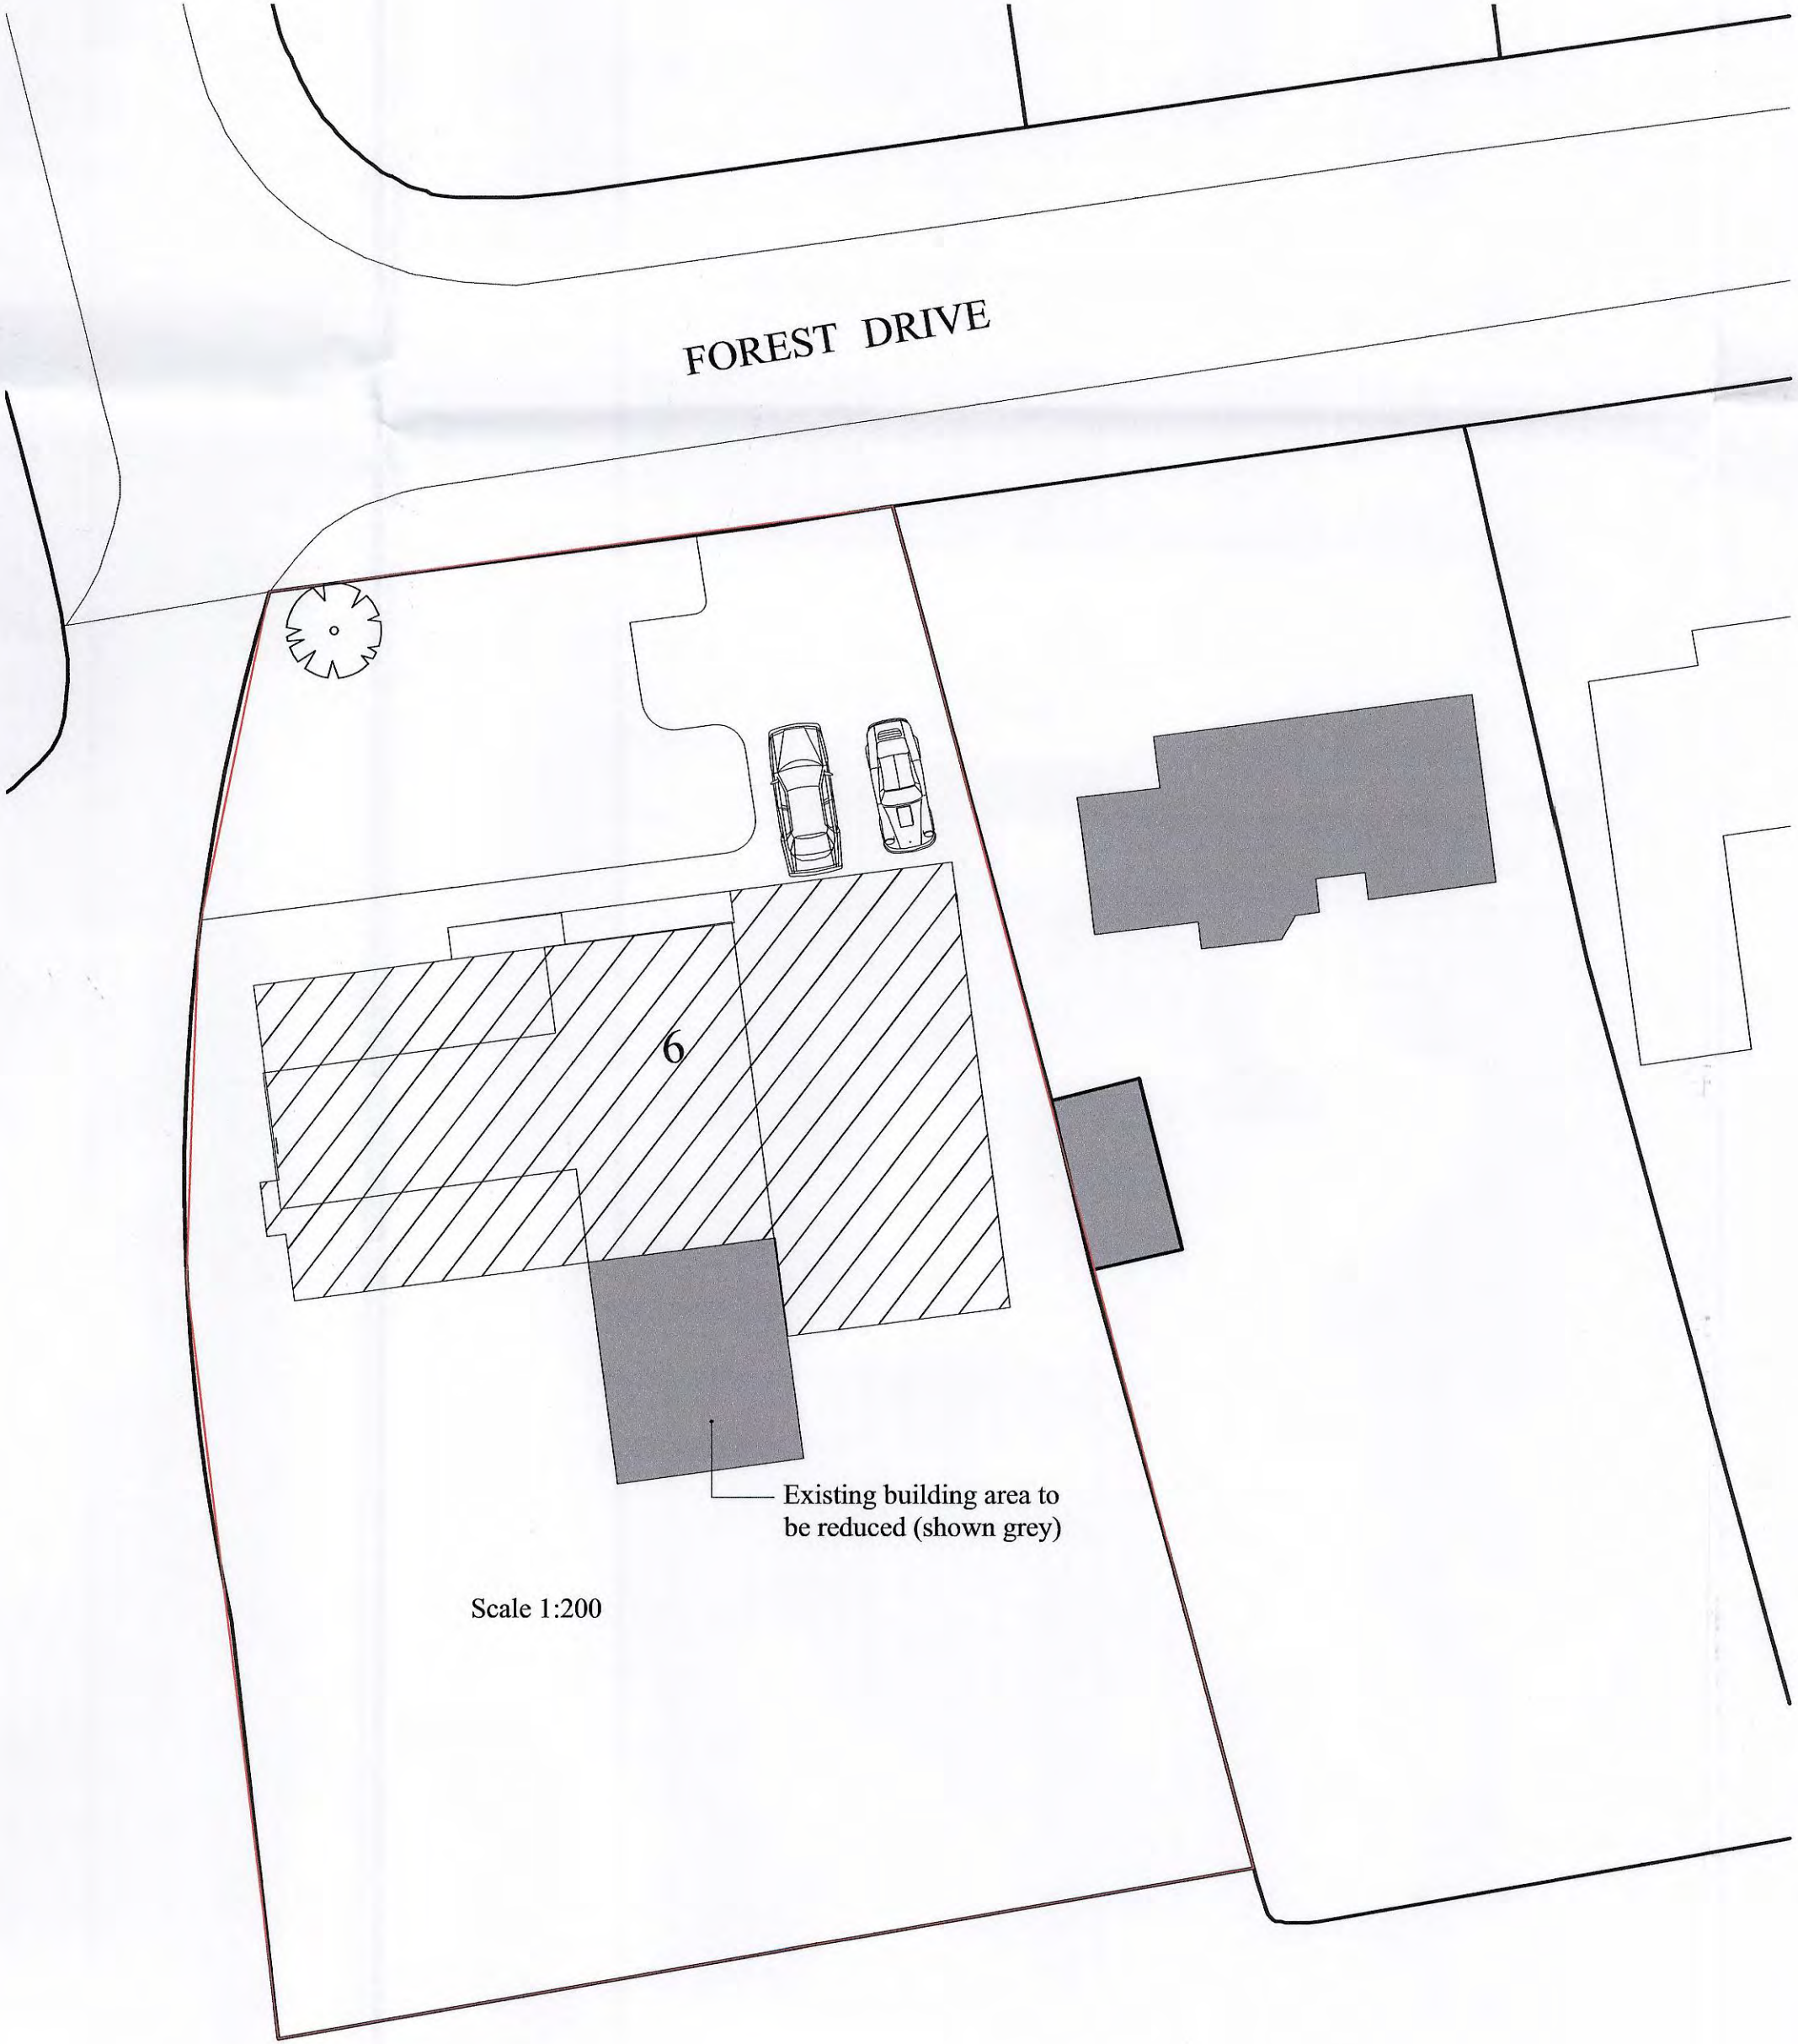 FOREST DRIVE
6
Existing building area to
be reduced (shown grey)
Scale 1:200